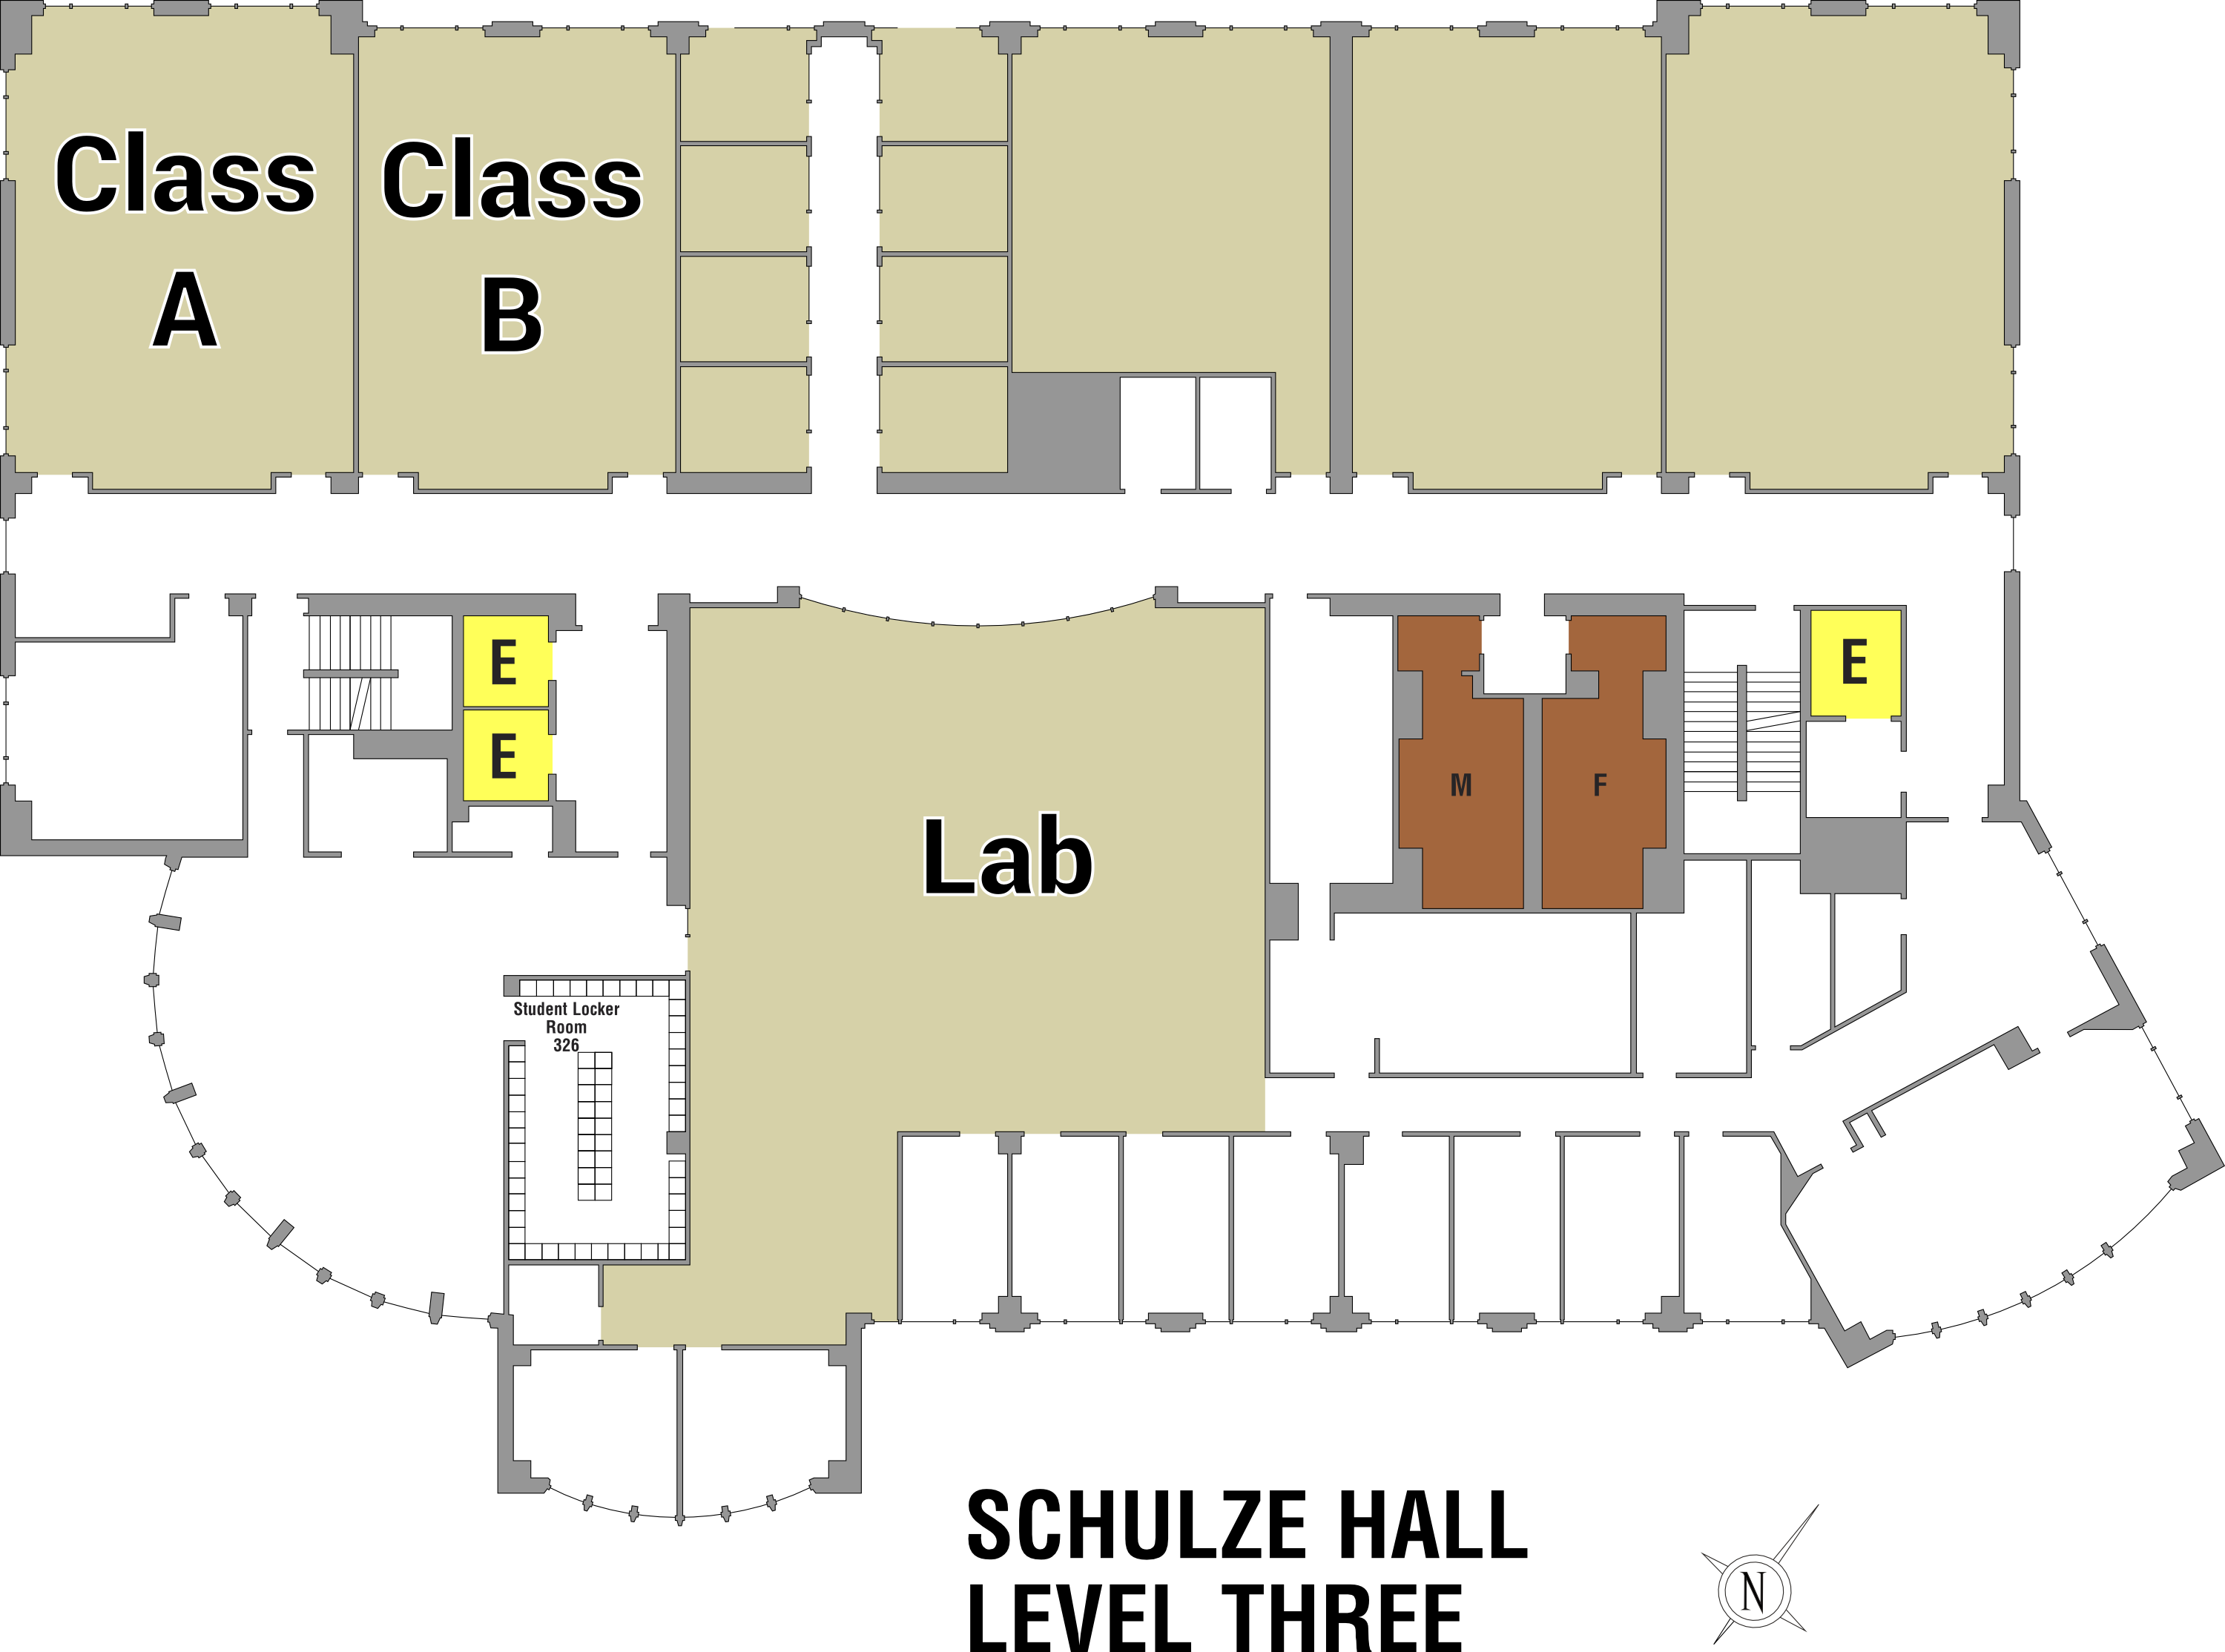 Class
A
Class
B
E
E
E
M
F
Lab
Student Locker
Room
326
SCHULZE HALL
LEVEL THREE
N